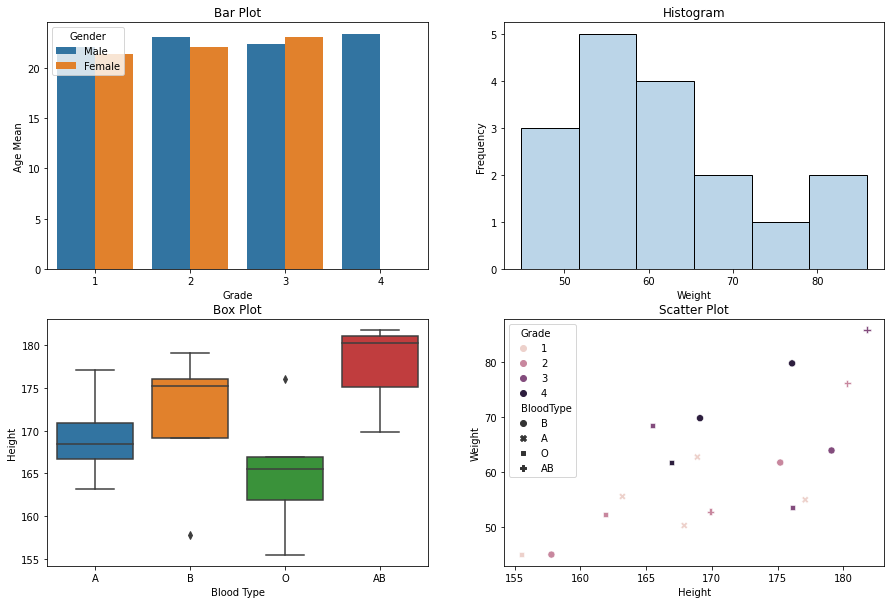 Bar Plot
Gender
Male
Female
20
15
10
5
0
Age Mean
1 2 3 4
Grade
Histogram
5
4
3
2
1
0
Frequency
50 60 70 80
Weight
Box Plot
180
175
170
165
160
155
Height
A B O AB
Blood Type
Scatter Plot
Grade
1
2
3
4
BloodType
B
A
O
AB
80
70
60
50
Weight
155 160 165 170 175 180
Height